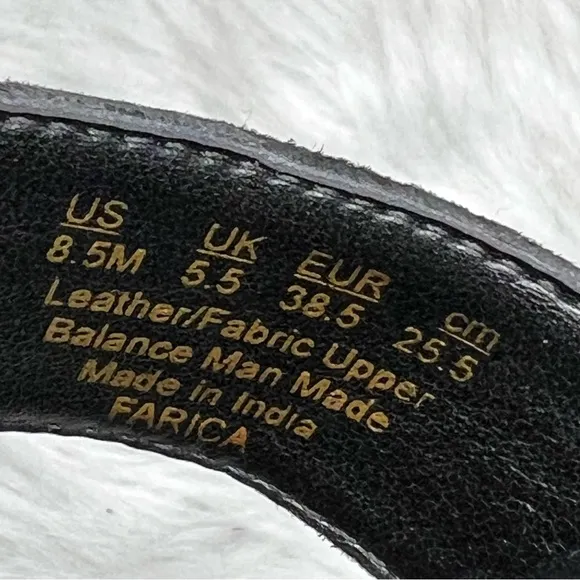 US UK EUR cm
8.5M 5.5 38.5 25.5
Leather/Fabric Upper
Balance Man Made
Made in India
FARICA